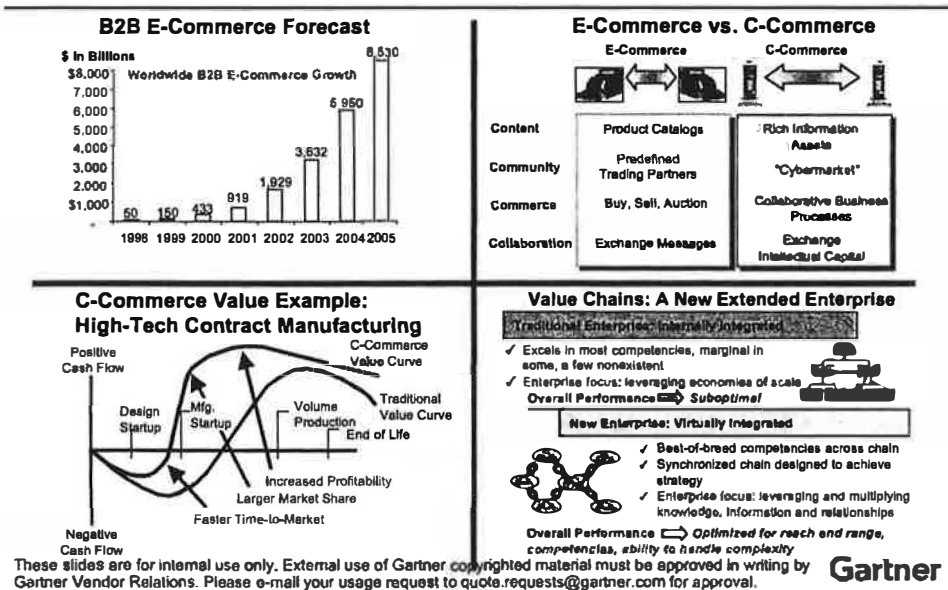 B2B E-Commerce Forecast
$ In Billions
Worldwide B2B E-Commerce Growth
$8,000
7,000
6,000
5,000
4,000
3,000
2,000
$1,000
50
150
433
919
1,929
3,632
5 950
8,530
1998
1999
2000
2001
2002
2003
2004
2005
E-Commerce vs. C-Commerce
E-Commerce
C-Commerce
Content
Product Catalogs
Rich Information
Assets
Community
Predefined
Trading Partners
"Cybermarket"
Commerce
Buy, Sell, Auction
Collaborative Business
Processes
Collaboration
Exchange Messages
Exchange
Intellectual Capital
C-Commerce Value Example:
High-Tech Contract Manufacturing
Positive
Cash Flow
C-Commerce
Value Curve
Traditional
Value Curve
Design
Startup
Mfg.
Startup
Volume
Production
End of Life
Increased Profitability
Larger Market Share
Faster Time-to-Market
Negative
Cash Flow
Value Chains: A New Extended Enterprise
Traditional Enterprise: Internally Integrated
✓ Excels in most competencies, marginal in
some, a few nonexistent
✓ Enterprise focus: leveraging economies of scale
Overall Performance ⇨ Suboptimal
New Enterprise: Virtually Integrated
✓ Best-of-breed competencies across chain
✓ Synchronized chain designed to achieve
strategy
✓ Enterprise focus: leveraging and multiplying
knowledge, information and relationships
Overall Performance ⇨ Optimized for reach end range,
competencies, ability to handle complexity
These slides are for internal use only. External use of Gartner copyrighted material must be approved in writing by
Gartner Vendor Relations. Please e-mail your usage request to quote.requests@gartner.com for approval.
Gartner